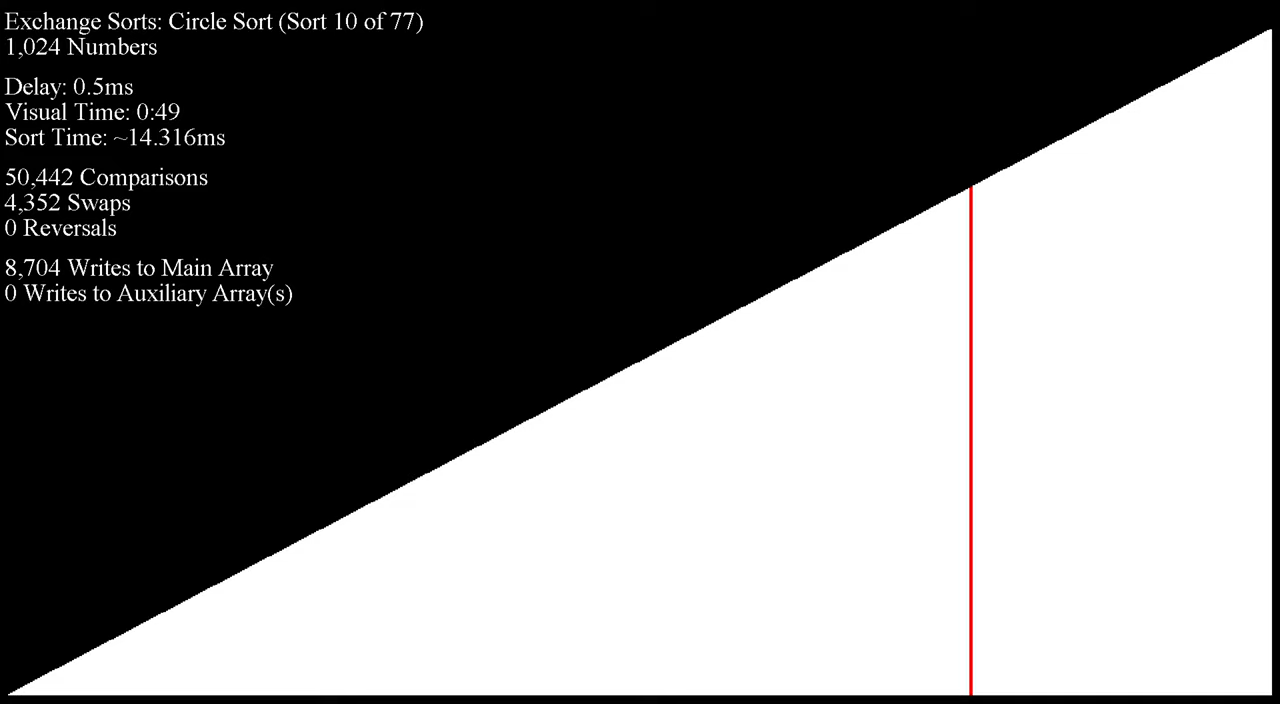 Exchange Sorts: Circle Sort (Sort 10 of 77)
1,024 Numbers
Delay: 0.5ms
Visual Time: 0:49
Sort Time: ~14.316ms
50,442 Comparisons
4,352 Swaps
0 Reversals
8,704 Writes to Main Array
0 Writes to Auxiliary Array(s)